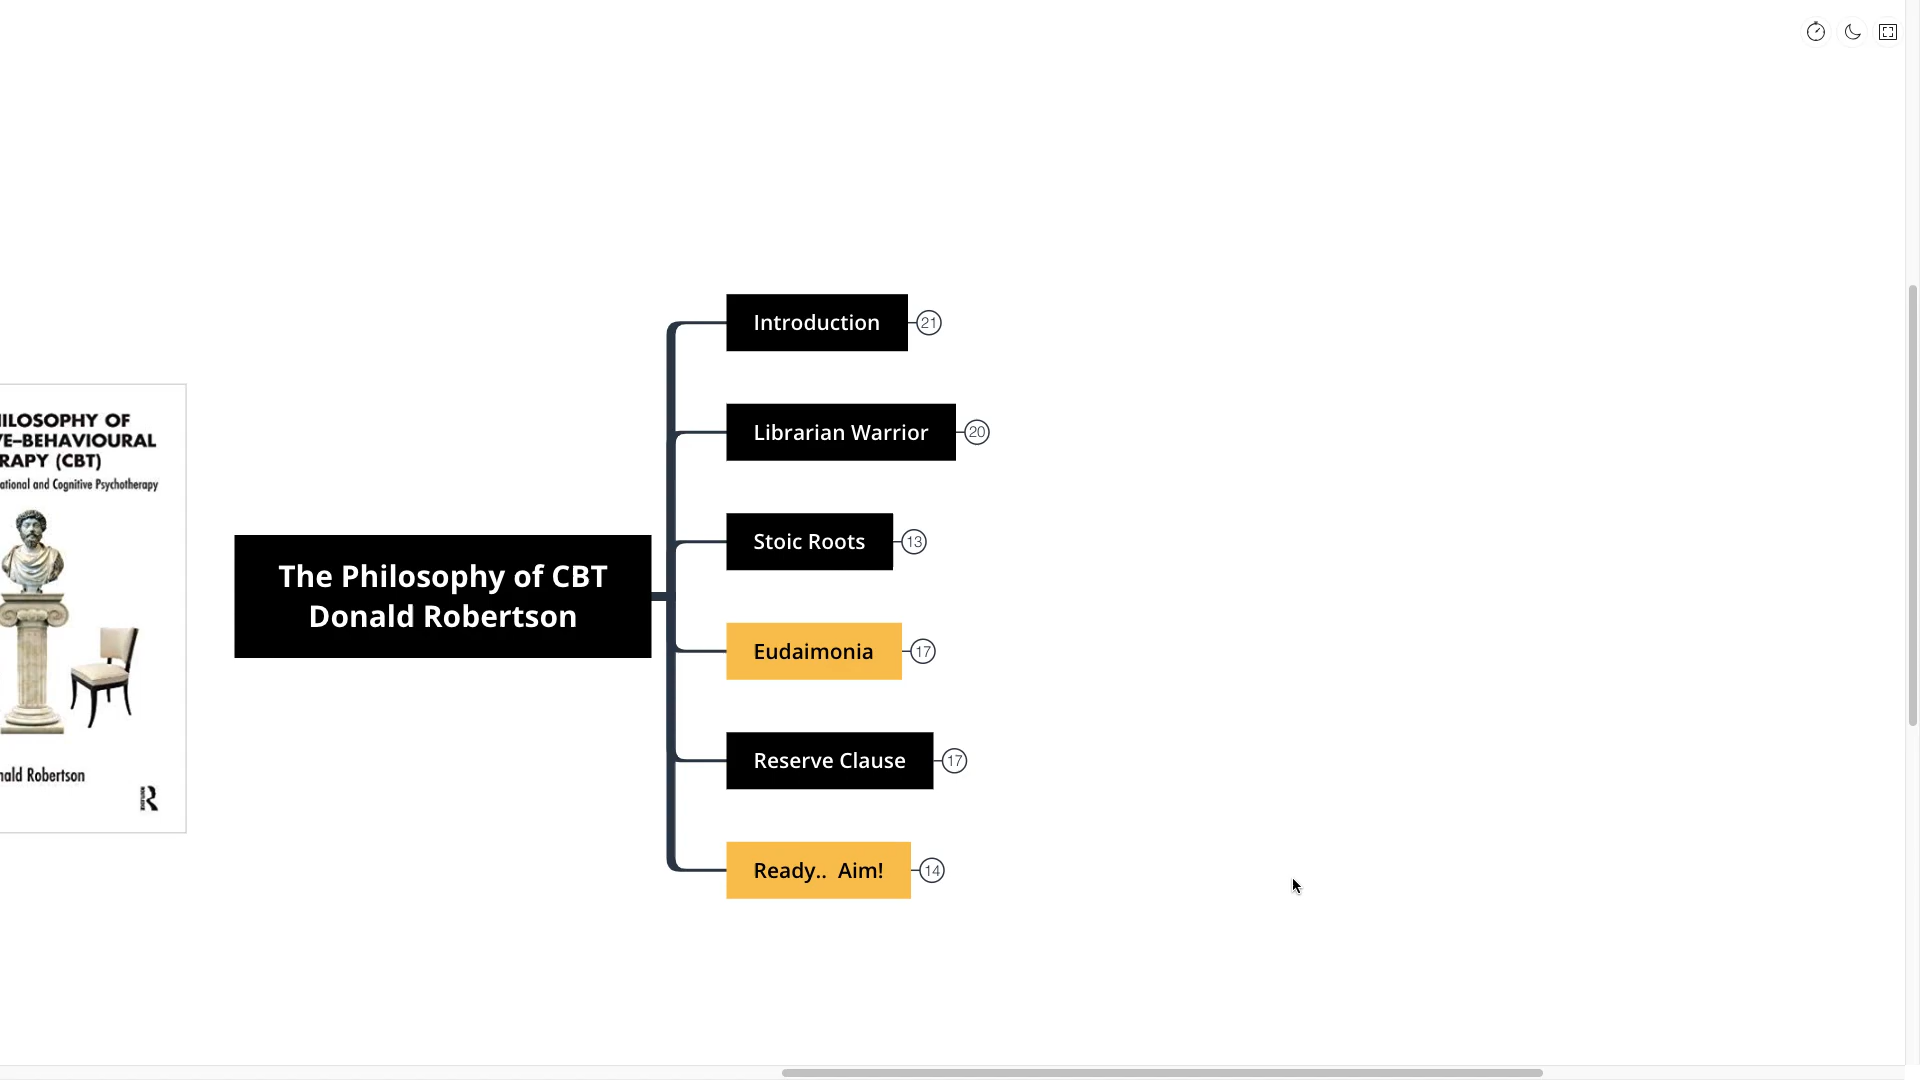 ILOSOPHY OF
E–BEHAVIOURAL
RAPY (CBT)
ational and Cognitive Psychotherapy
nald Robertson
The Philosophy of CBT
Donald Robertson
Introduction 21
Librarian Warrior 20
Stoic Roots 13
Eudaimonia 17
Reserve Clause 17
Ready..  Aim! 14